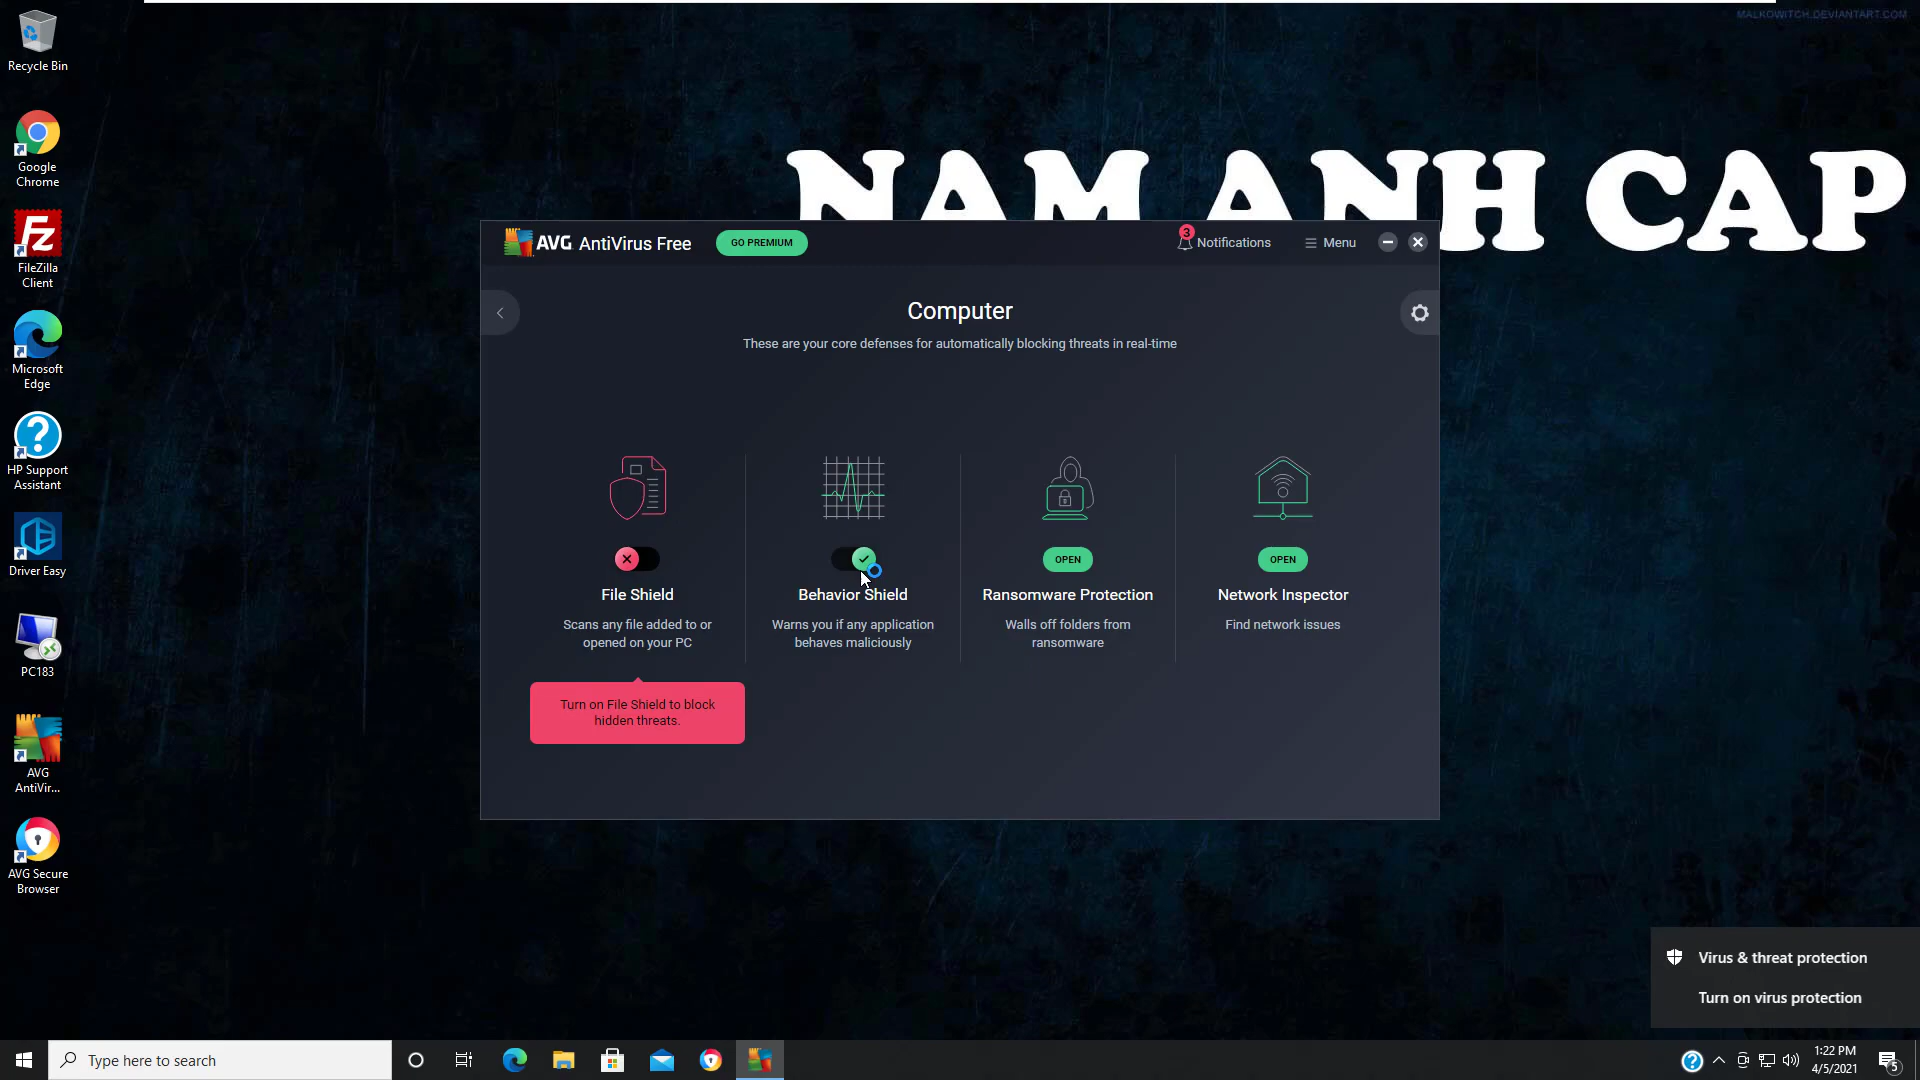 MALKOWITCH.DEVIANTART.COM
NAM ANH CAP
Recycle Bin
Google
Chrome
FileZilla
Client
Microsoft
Edge
HP Support
Assistant
Driver Easy
PC183
AVG
AntiVir...
AVG Secure
Browser
AVG AntiVirus Free
GO PREMIUM
3
Notifications
Menu
Computer
These are your core defenses for automatically blocking threats in real-time
File Shield
Scans any file added to or
opened on your PC
Turn on File Shield to block
hidden threats.
Behavior Shield
Warns you if any application
behaves maliciously
OPEN
Ransomware Protection
Walls off folders from
ransomware
OPEN
Network Inspector
Find network issues
Virus & threat protection
Turn on virus protection
Type here to search
1:22 PM
4/5/2021
5